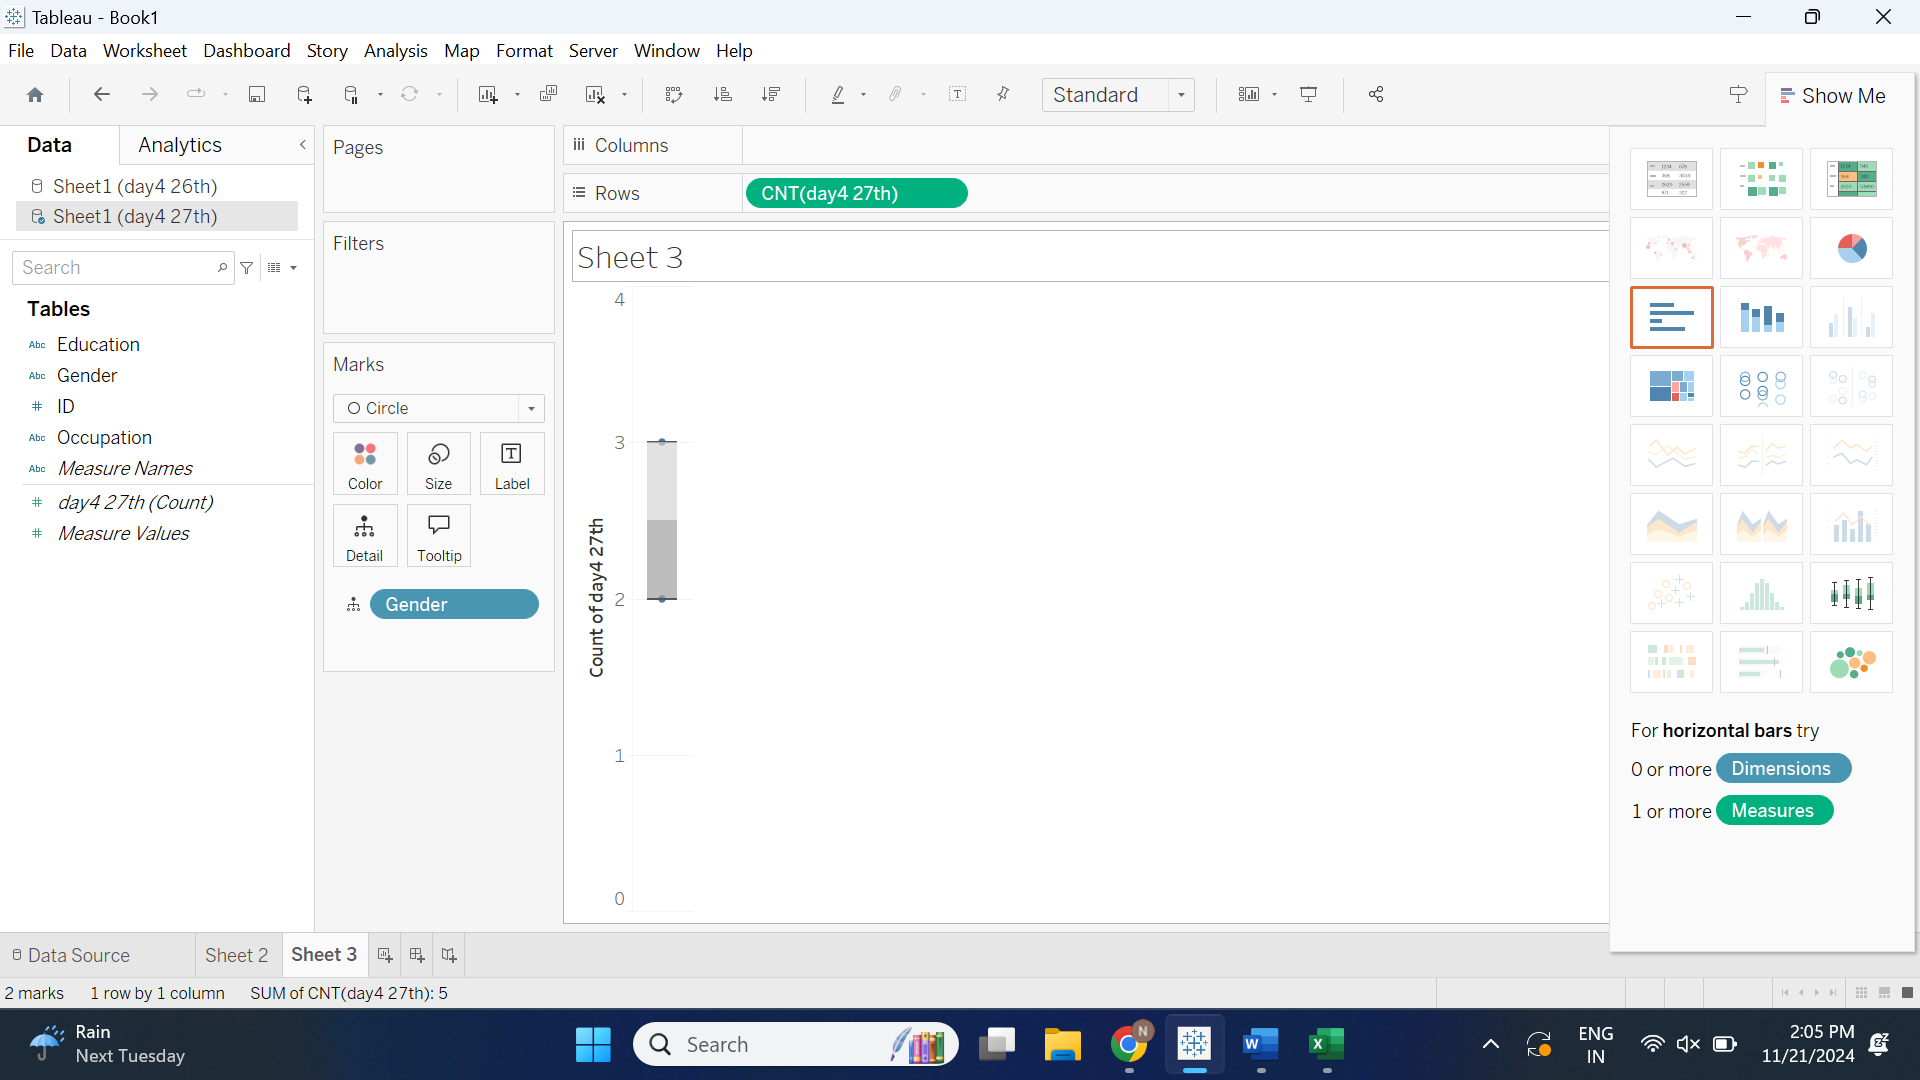 Tableau - Book1
File Data Worksheet Dashboard Story Analysis Map Format Server Window Help
Standard
Show Me
Data Analytics
Sheet1 (day4 26th)
Sheet1 (day4 27th)
Search
Tables
Abc Education
Abc Gender
# ID
Abc Occupation
Abc Measure Names
# day4 27th (Count)
# Measure Values
Pages
Filters
Marks
Circle
Color Size Label
Detail Tooltip
Gender
Columns
Rows CNT(day4 27th)
Sheet 3
4
3
2
1
0
Count of day4 27th
For horizontal bars try
0 or more Dimensions
1 or more Measures
Data Source Sheet 2 Sheet 3
2 marks 1 row by 1 column SUM of CNT(day4 27th): 5
Rain
Next Tuesday
Search
ENG
IN
2:05 PM
11/21/2024